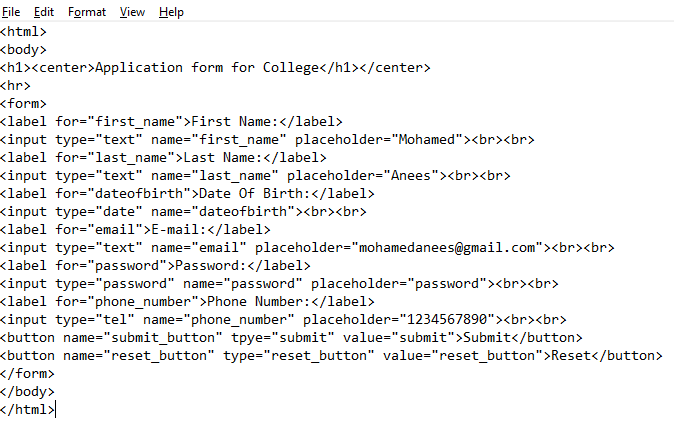 File Edit Format View Help
<html>
<body>
<h1><center>Application form for College</h1></center>
<hr>
<form>
<label for="first_name">First Name:</label>
<input type="text" name="first_name" placeholder="Mohamed"><br><br>
<label for="last_name">Last Name:</label>
<input type="text" name="last_name" placeholder="Anees"><br><br>
<label for="dateofbirth">Date Of Birth:</label>
<input type="date" name="dateofbirth"><br><br>
<label for="email">E-mail:</label>
<input type="text" name="email" placeholder="mohamedanees@gmail.com"><br><br>
<label for="password">Password:</label>
<input type="password" name="password" placeholder="password"><br><br>
<label for="phone_number">Phone Number:</label>
<input type="tel" name="phone_number" placeholder="1234567890"><br><br>
<button name="submit_button" tpye="submit" value="submit">Submit</button>
<button name="reset_button" type="reset_button" value="reset_button">Reset</button>
</form>
</body>
</html>